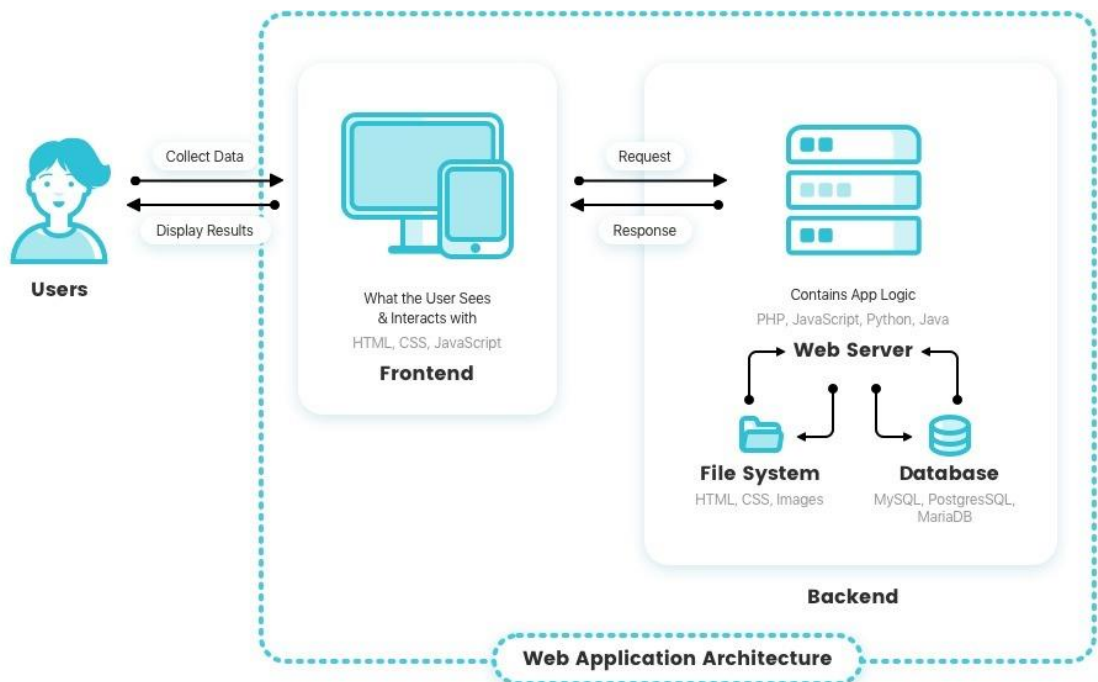 Collect Data
Display Results
Users
What the User Sees
& Interacts with
HTML, CSS, JavaScript
Frontend
Request
Response
Contains App Logic
PHP, JavaScript, Python, Java
Web Server
File System
HTML, CSS, Images
Database
MySQL, PostgresSQL,
MariaDB
Backend
Web Application Architecture